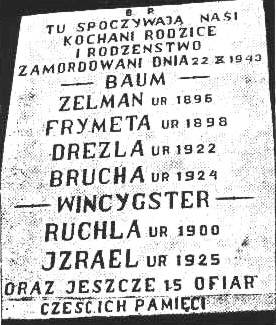 B. P.
TU SPOCZYWAJĄ NASI
KOCHANI RODZICE
I RODZEŃSTWO
ZAMORDOWANI DNIA 22 XI 1943
— BAUM —
ZELMAN UR 1896
FRYMETA UR 1898
DREZLA UR 1922
BRUCHA UR 1924
— WINCYGSTER —
RUCHLA UR 1900
JZRAEL UR 1925
ORAZ JESZCZE 15 OFIAR
CZEŚĆ ICH PAMIĘCI